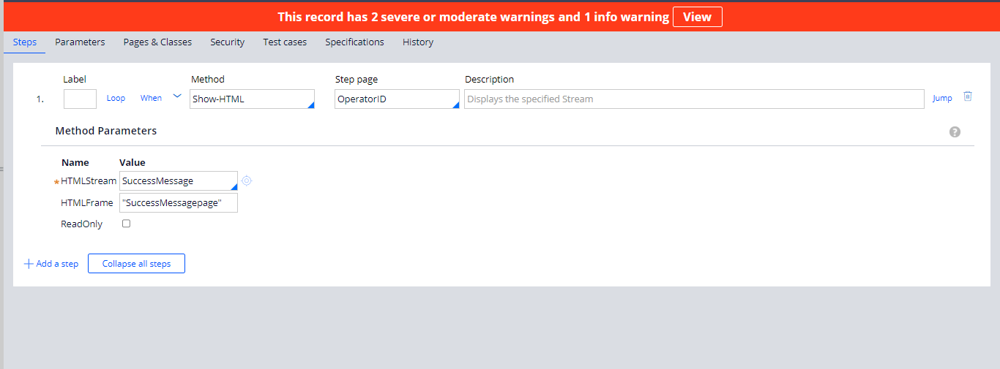 This record has 2 severe or moderate warnings and 1 info warning View
Steps Parameters Pages & Classes Security Test cases Specifications History
Label Method Step page Description
1. Loop When Show-HTML OperatorID Displays the specified Stream Jump
Method Parameters ?
Name Value
*HTMLStream SuccessMessage
HTMLFrame "SuccessMessagepage"
ReadOnly
+ Add a step Collapse all steps